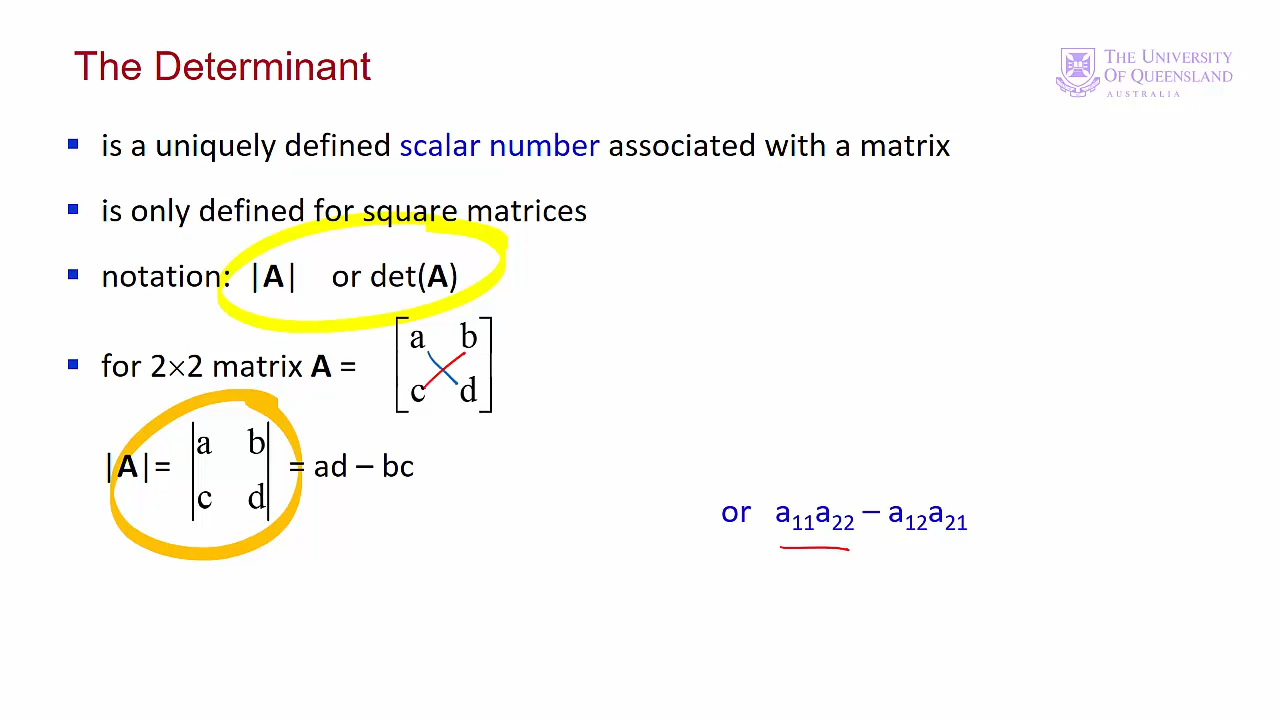 The Determinant
THE UNIVERSITY
OF QUEENSLAND
AUSTRALIA
▪ is a uniquely defined scalar number associated with a matrix
▪ is only defined for square matrices
▪ notation: |A| or det(A)
▪ for 2×2 matrix A =
a b
c d
|A|=
a b
c d
= ad – bc
or a₁₁a₂₂ – a₁₂a₂₁